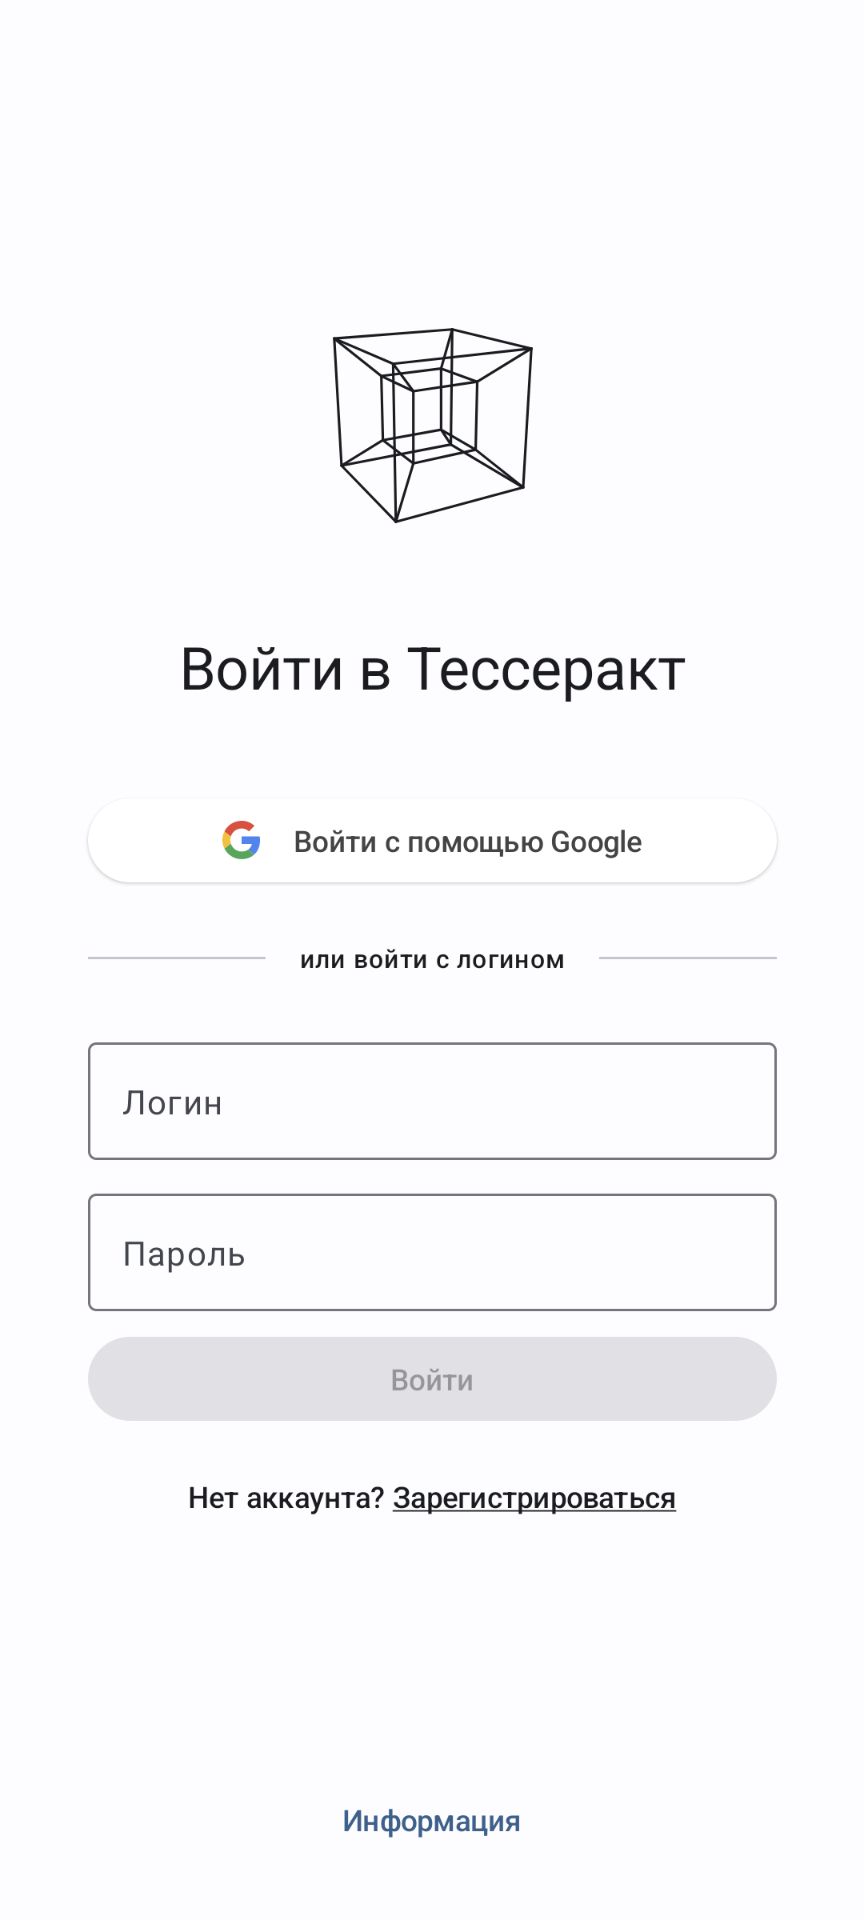 Войти в Тессеракт
Войти с помощью Google
или войти с логином
Логин
Пароль
Войти
Нет аккаунта? Зарегистрироваться
Информация